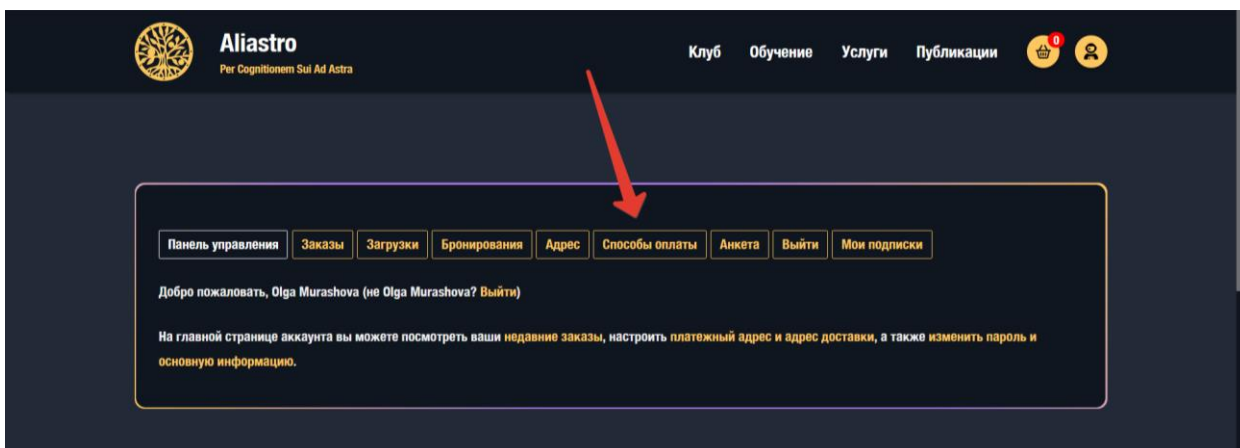 Aliastro
Per Cognitionem Sui Ad Astra
Клуб Обучение Услуги Публикации 0
Панель управления Заказы Загрузки Бронирования Адрес Способы оплаты Анкета Выйти Мои подписки
Добро пожаловать, Olga Murashova (не Olga Murashova? Выйти)
На главной странице аккаунта вы можете посмотреть ваши недавние заказы, настроить платежный адрес и адрес доставки, а также изменить пароль и
основную информацию.